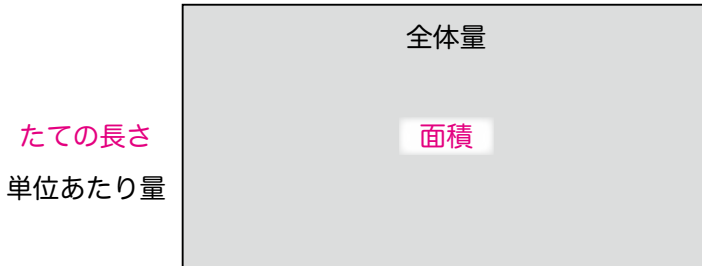 全体量
たての長さ
面積
単位あたり量